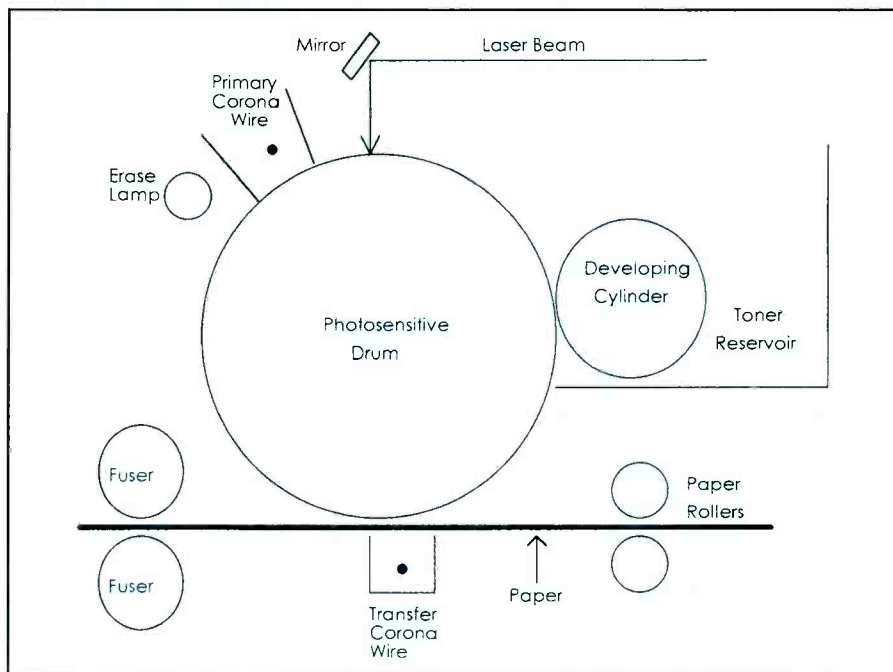 Mirror
Laser Beam
Primary
Corona
Wire
Erase
Lamp
Developing
Cylinder
Photosensitive
Drum
Toner
Reservoir
Fuser
Paper
Rollers
Fuser
Paper
Transfer
Corona
Wire